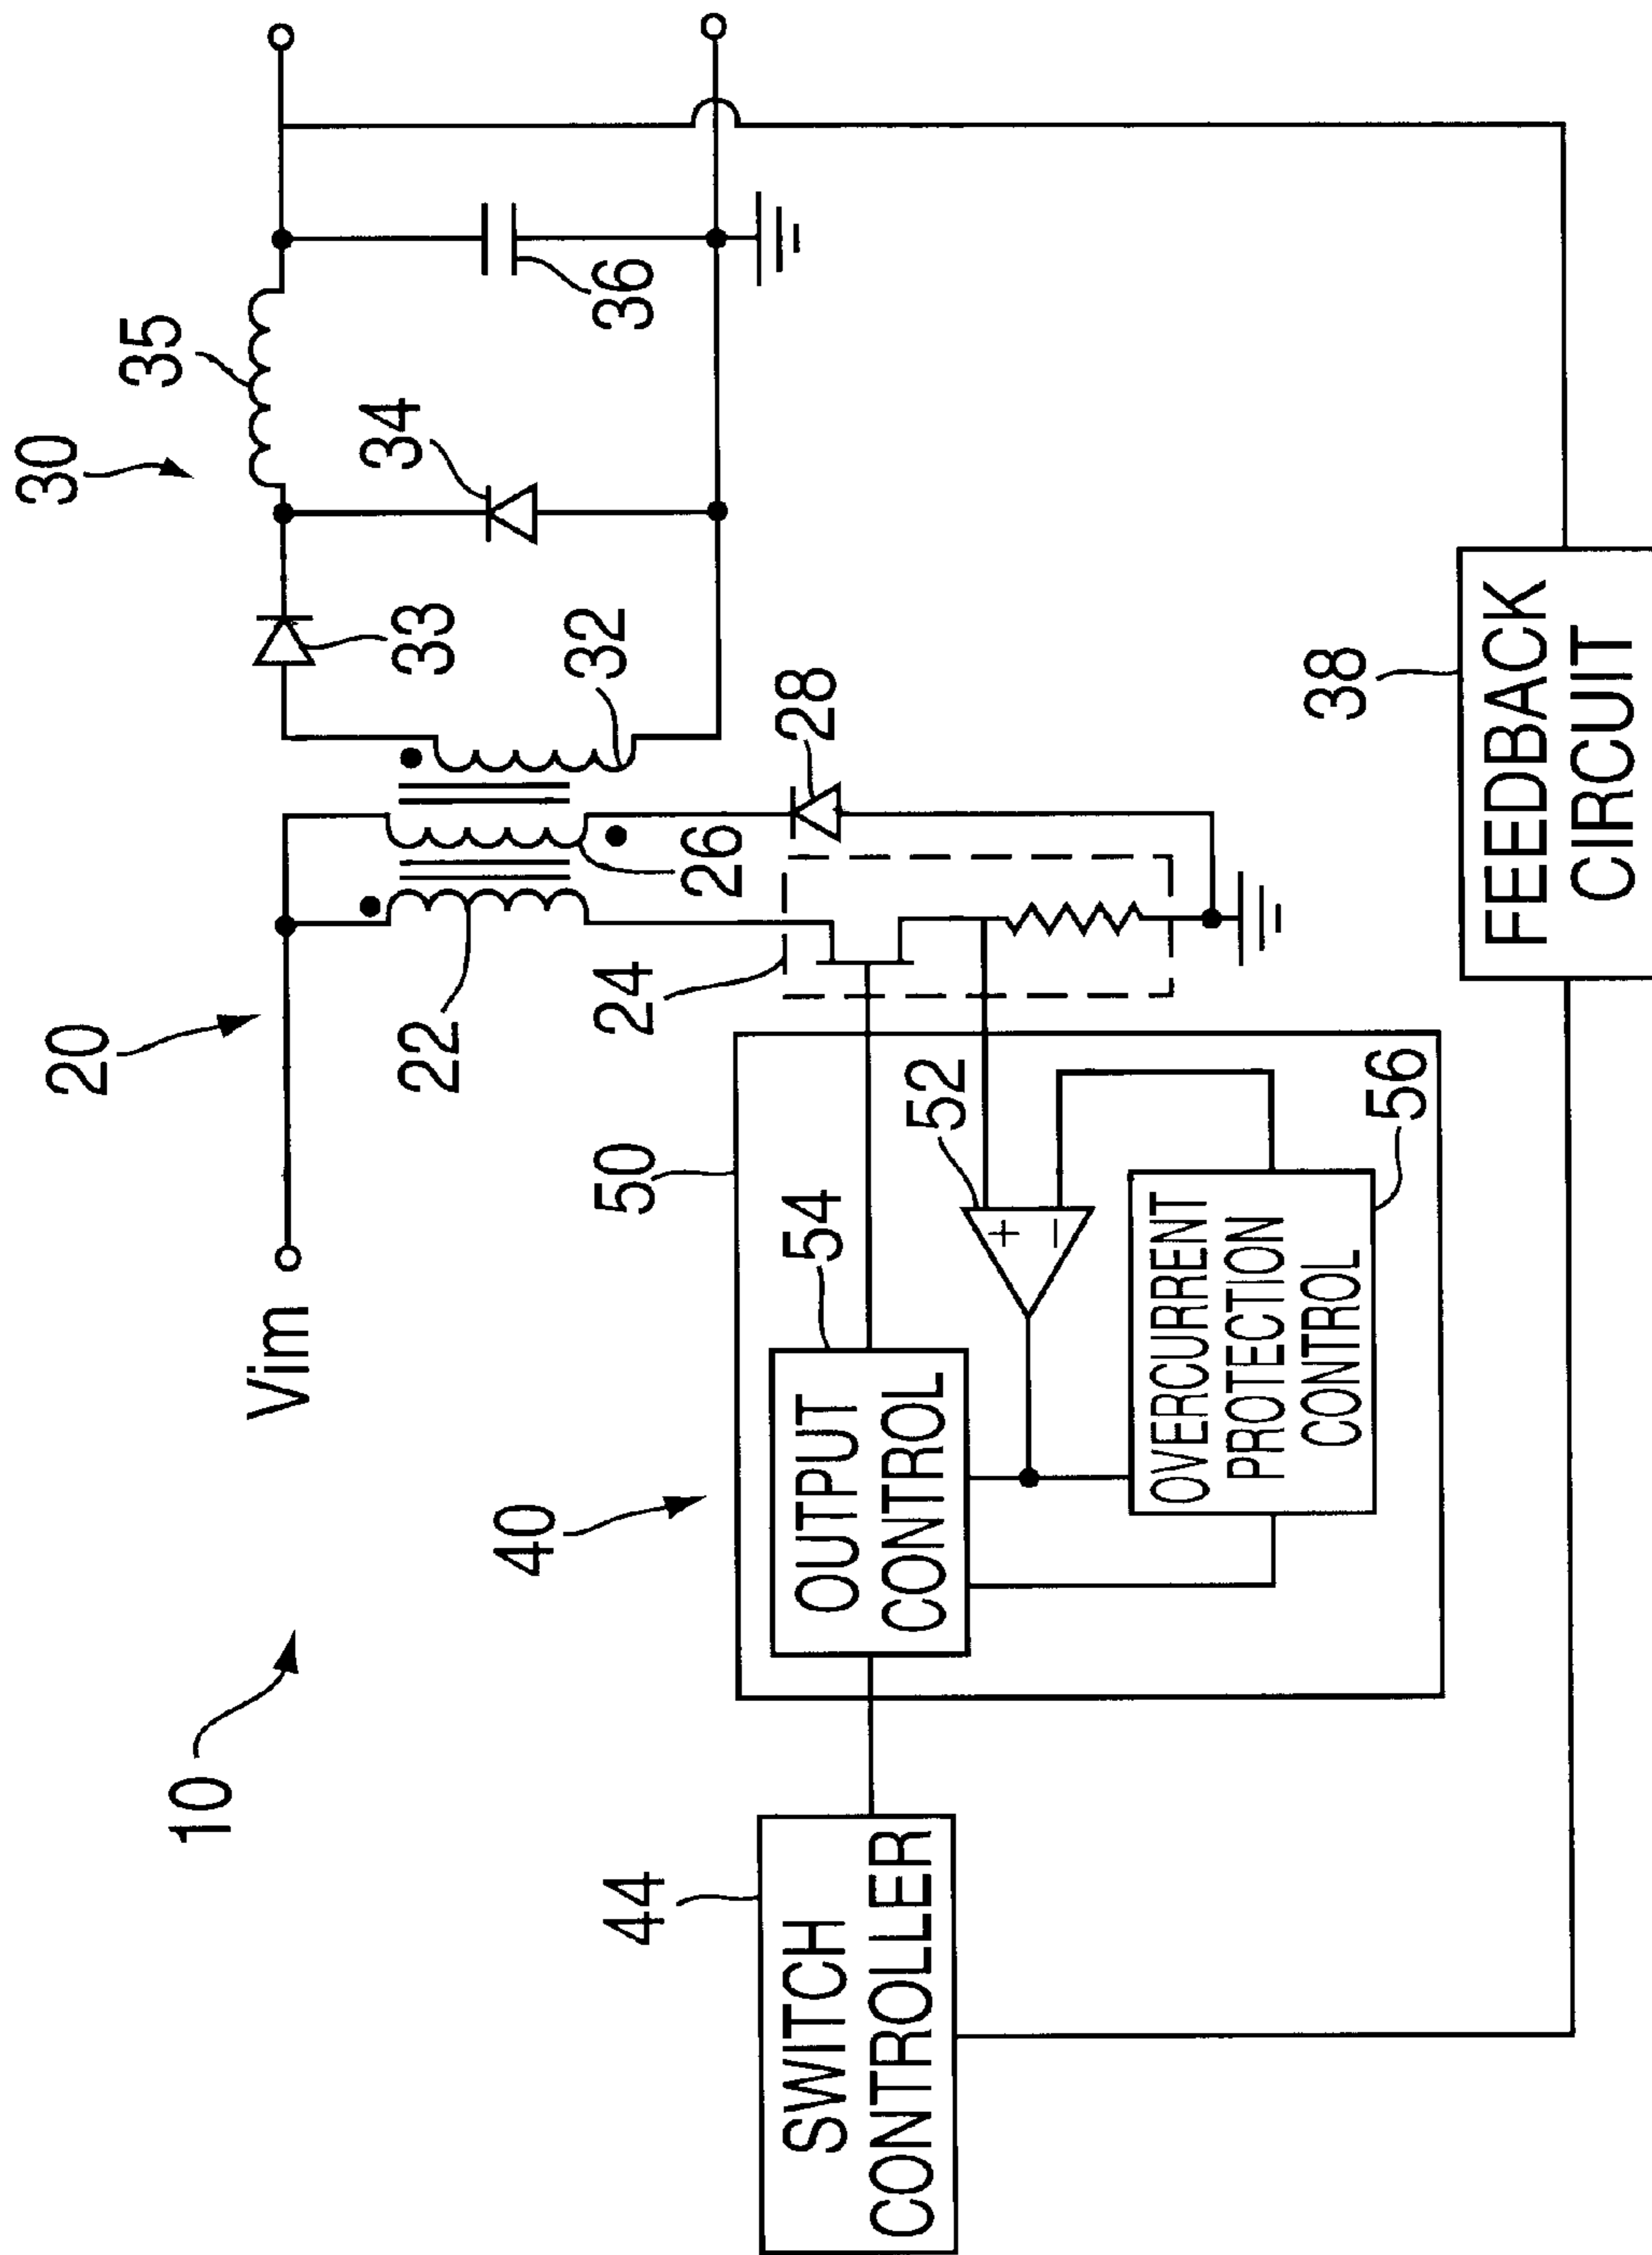 10
20
30
Vim
22
26
32
33
34
35
36
24
28
40
50
54
52
OUTPUT
CONTROL
+
−
OVERCURRENT
PROTECTION
CONTROL
56
44
SWITCH
CONTROLLER
38
FEEDBACK
CIRCUIT